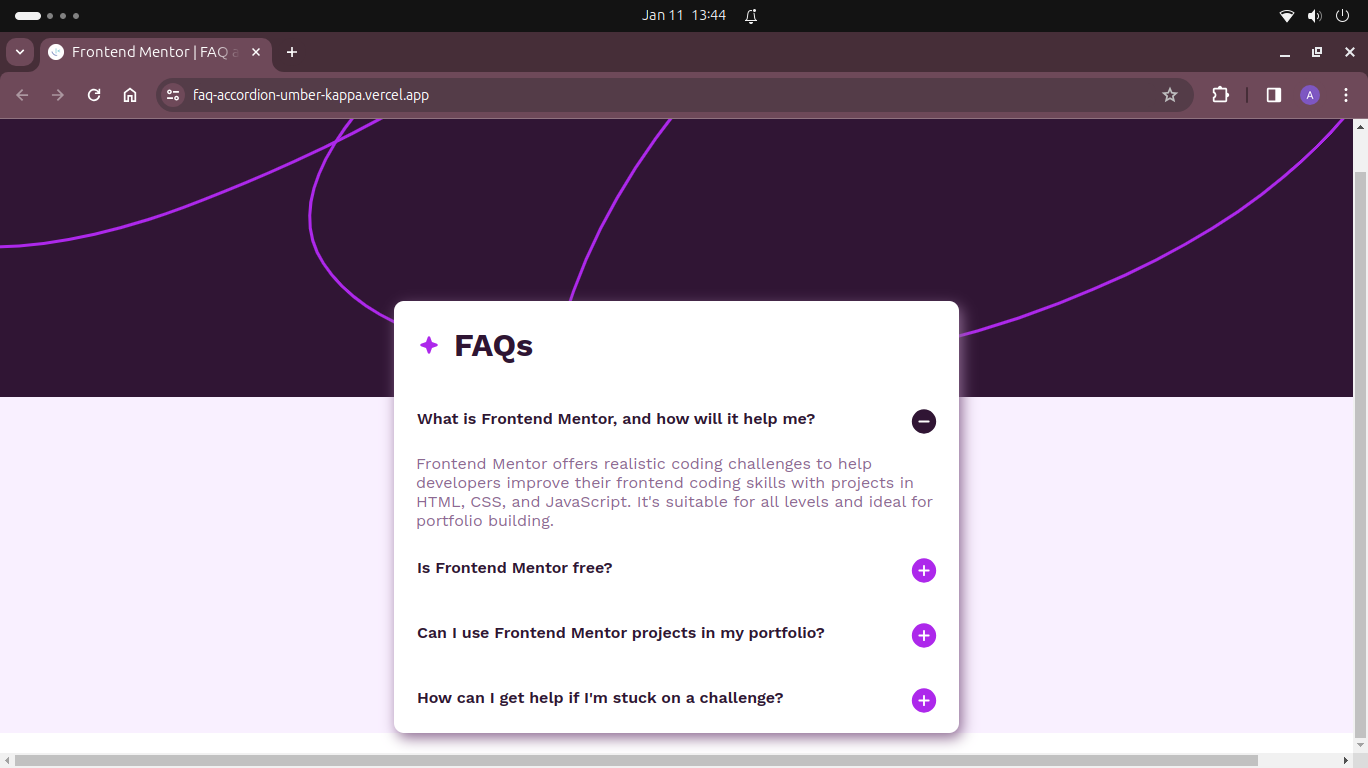 Jan 11 13:44
Frontend Mentor | FAQ a
faq-accordion-umber-kappa.vercel.app
A
FAQs
What is Frontend Mentor, and how will it help me?
Frontend Mentor offers realistic coding challenges to help
developers improve their frontend coding skills with projects in
HTML, CSS, and JavaScript. It's suitable for all levels and ideal for
portfolio building.
Is Frontend Mentor free?
Can I use Frontend Mentor projects in my portfolio?
How can I get help if I'm stuck on a challenge?